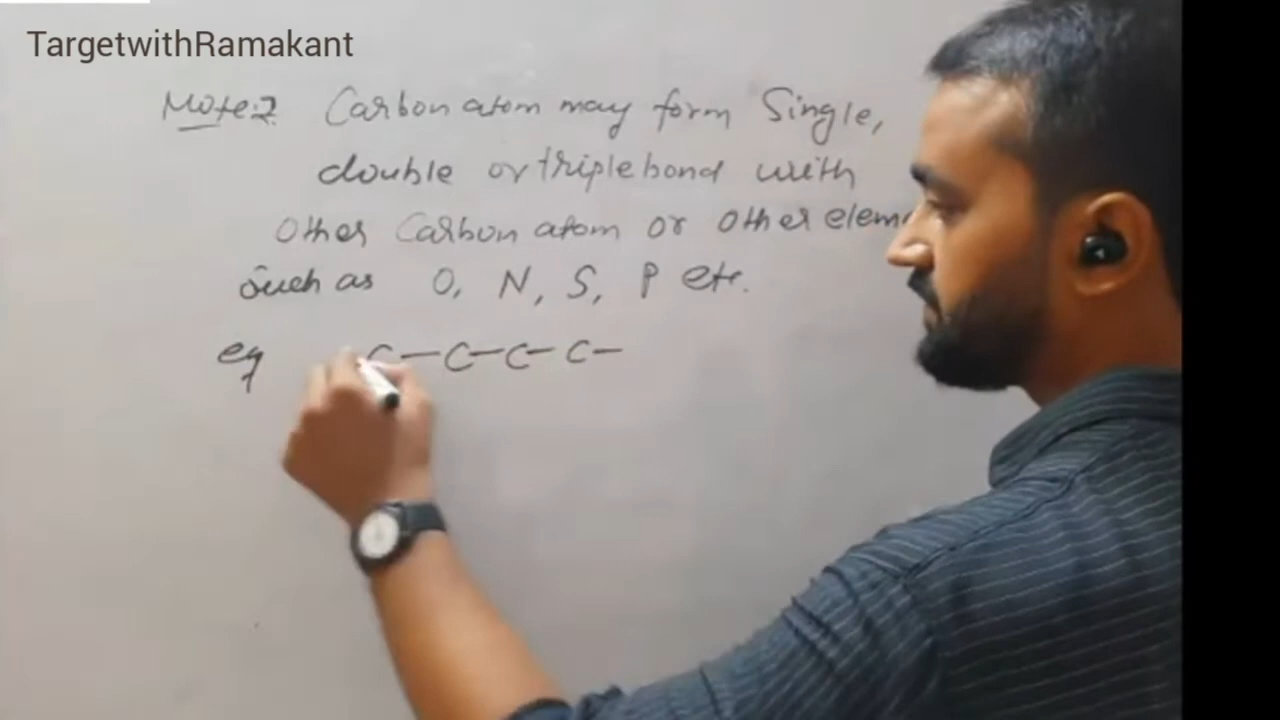 TargetwithRamakant
Note:2 Carbon atom may form Single,
double or triple bond with
Other Carbon atom or other eleme
Such as O, N, S, P etc.
eg C-C-C-C-